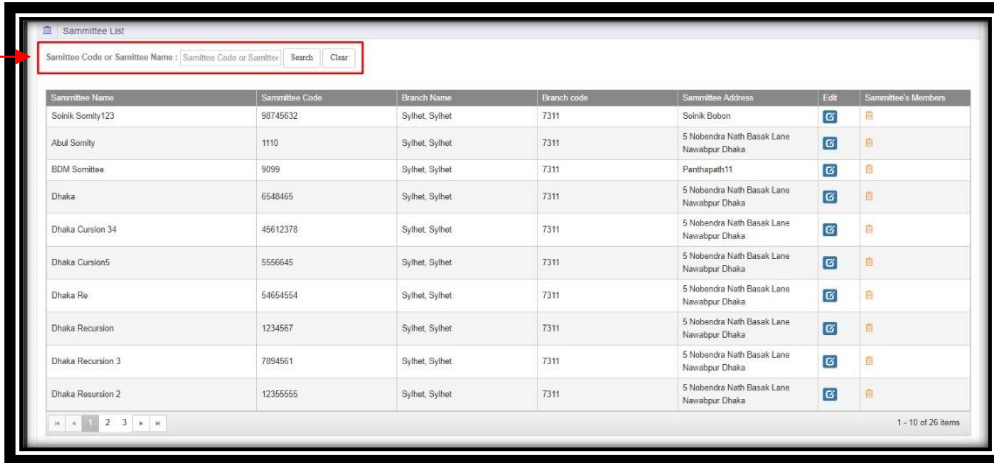 Sammittee List
Samittee Code or Samittee Name : Samittee Code or Samittee Search Clear
Sammittee Name Sammittee Code Branch Name Branch code Sammittee Address Edit Sammittee's Members
Soinik Somity123 98745632 Sylhet, Sylhet 7311 Soinik Bobon
Abul Somity 1110 Sylhet, Sylhet 7311 5 Nobendra Nath Basak Lane
Nawabpur Dhaka
BDM Somittee 9099 Sylhet, Sylhet 7311 Panthapath11
Dhaka 6548465 Sylhet, Sylhet 7311 5 Nobendra Nath Basak Lane
Nawabpur Dhaka
Dhaka Cursion 34 45612378 Sylhet, Sylhet 7311 5 Nobendra Nath Basak Lane
Nawabpur Dhaka
Dhaka Cursion5 5556645 Sylhet, Sylhet 7311 5 Nobendra Nath Basak Lane
Nawabpur Dhaka
Dhaka Re 54654554 Sylhet, Sylhet 7311 5 Nobendra Nath Basak Lane
Nawabpur Dhaka
Dhaka Recursion 1234567 Sylhet, Sylhet 7311 5 Nobendra Nath Basak Lane
Nawabpur Dhaka
Dhaka Recursion 3 7894561 Sylhet, Sylhet 7311 5 Nobendra Nath Basak Lane
Nawabpur Dhaka
Dhaka Resursion 2 12355555 Sylhet, Sylhet 7311 5 Nobendra Nath Basak Lane
Nawabpur Dhaka
1 2 3 1 - 10 of 26 items